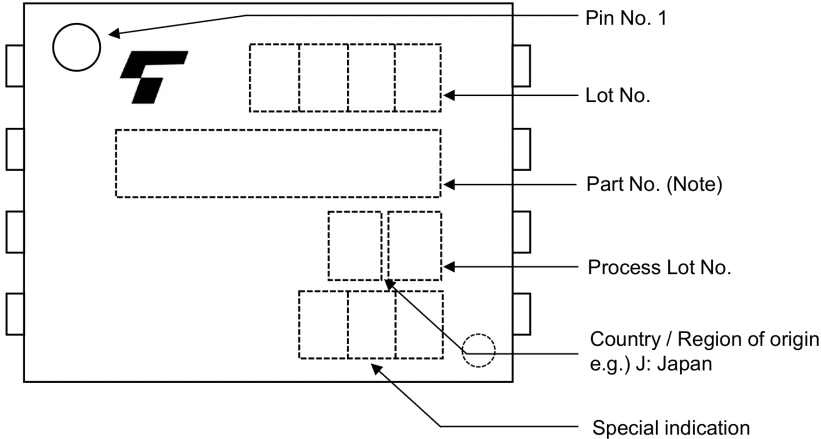 Pin No. 1
Lot No.
Part No. (Note)
Process Lot No.
Country / Region of origin
e.g.) J: Japan
Special indication